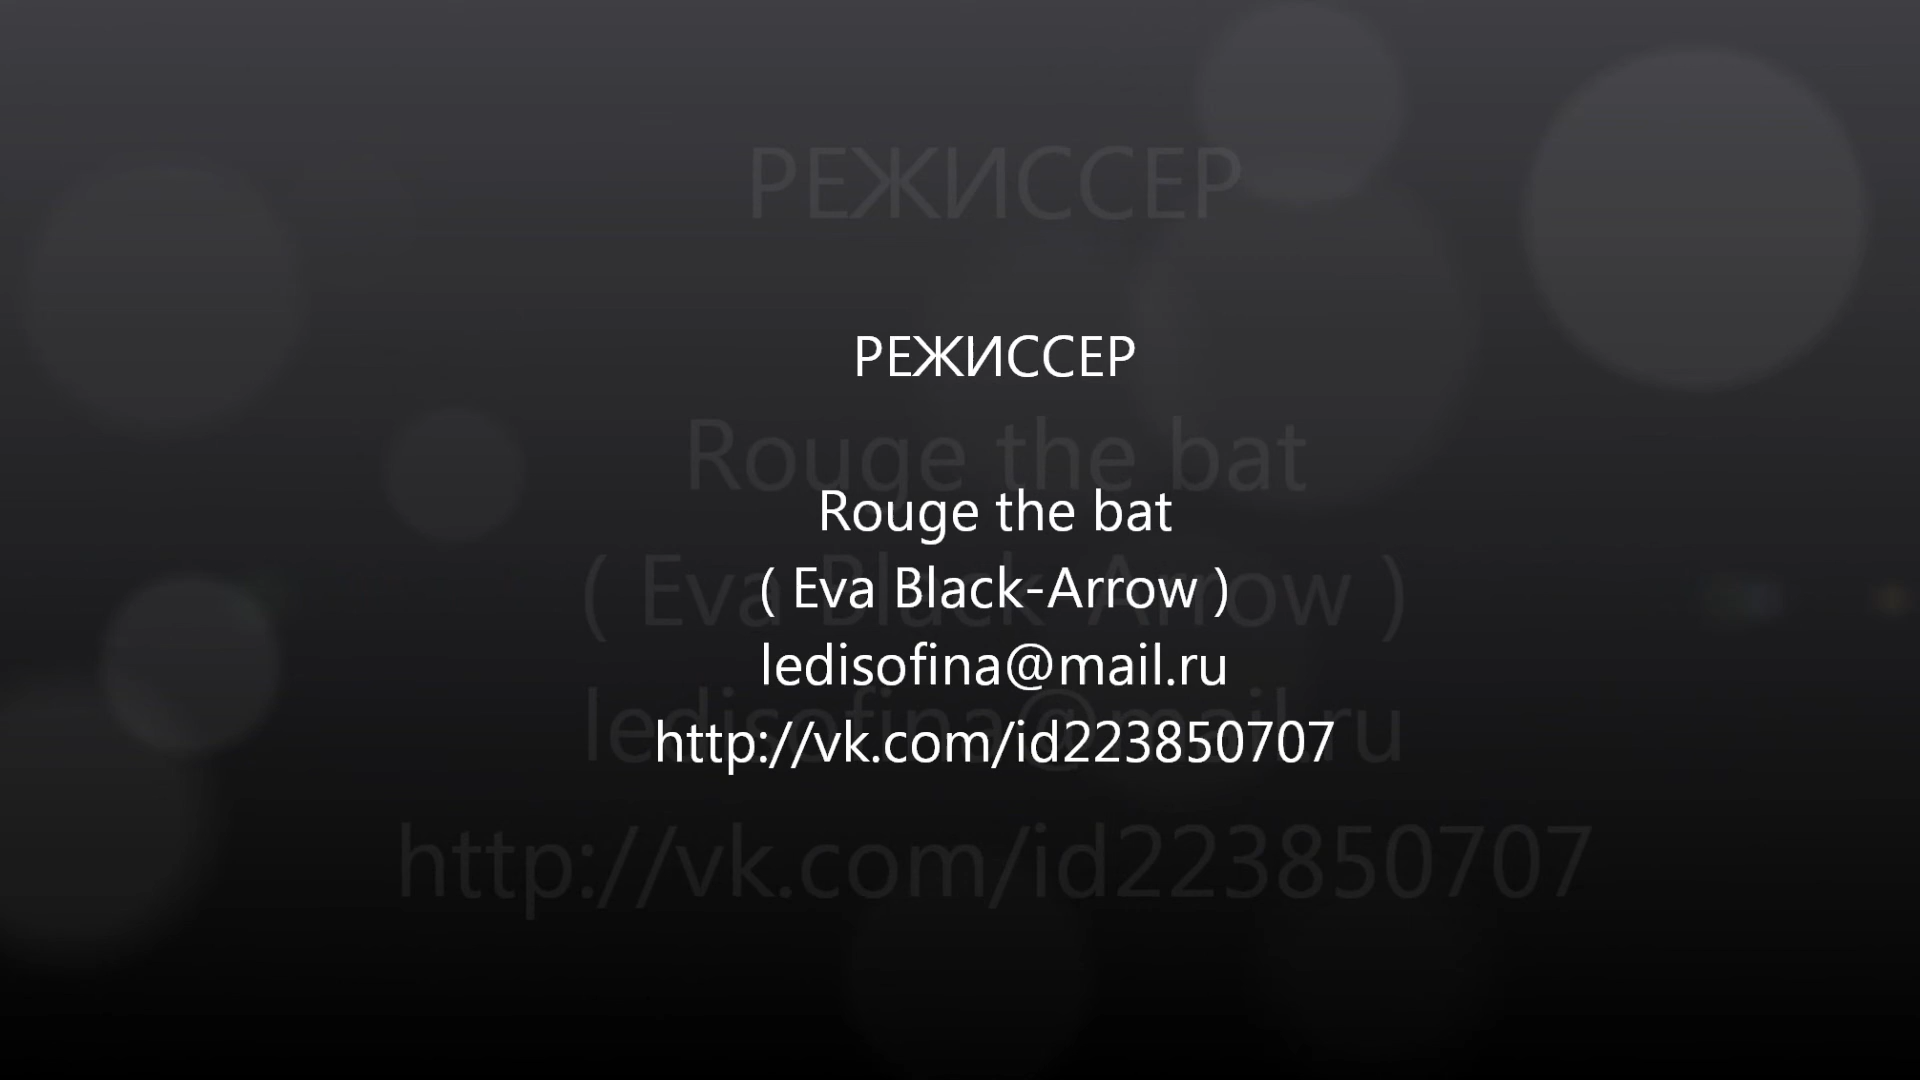 РЕЖИССЕР
Rouge the bat
( Eva Black-Arrow )
ledisofina@mail.ru
http://vk.com/id223850707